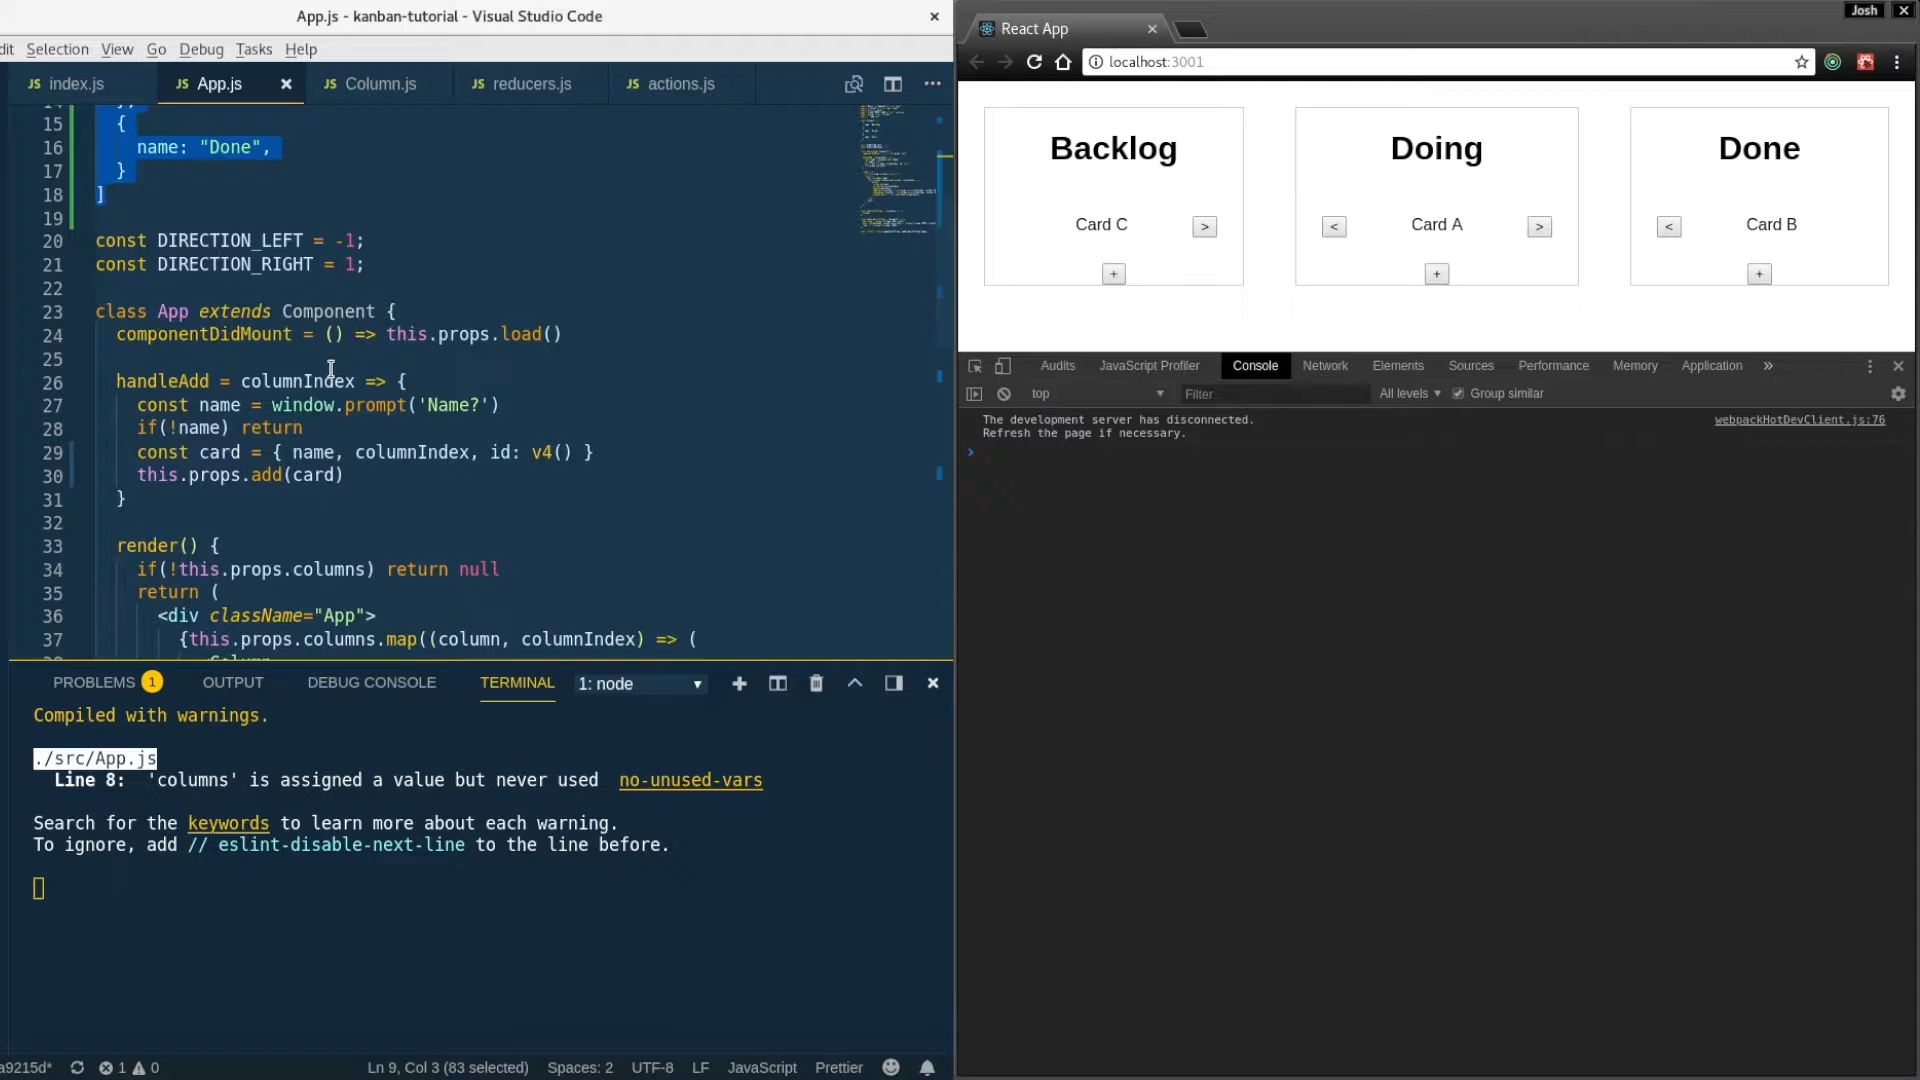 App.js - kanban-tutorial - Visual Studio Code
dit Selection View Go Debug Tasks Help
JS index.js JS App.js JS Column.js JS reducers.js JS actions.js
15 {
16 name: "Done",
17 }
18 ]
19
20 const DIRECTION_LEFT = -1;
21 const DIRECTION_RIGHT = 1;
22
23 class App extends Component {
24 componentDidMount = () => this.props.load()
25
26 handleAdd = columnIndex => {
27 const name = window.prompt('Name?')
28 if(!name) return
29 const card = { name, columnIndex, id: v4() }
30 this.props.add(card)
31 }
32
33 render() {
34 if(!this.props.columns) return null
35 return (
36 <div className="App">
37 {this.props.columns.map((column, columnIndex) => (
PROBLEMS 1 OUTPUT DEBUG CONSOLE TERMINAL 1: node
Compiled with warnings.
./src/App.js
Line 8: 'columns' is assigned a value but never used no-unused-vars
Search for the keywords to learn more about each warning.
To ignore, add // eslint-disable-next-line to the line before.
a9215d* 1 0 Ln 9, Col 3 (83 selected) Spaces: 2 UTF-8 LF JavaScript Prettier
Josh
React App
localhost:3001
Backlog Doing Done
Card C > < Card A > < Card B
+ + +
Audits JavaScript Profiler Console Network Elements Sources Performance Memory Application »
top Filter All levels Group similar
The development server has disconnected. webpackHotDevClient.js:76
Refresh the page if necessary.
>